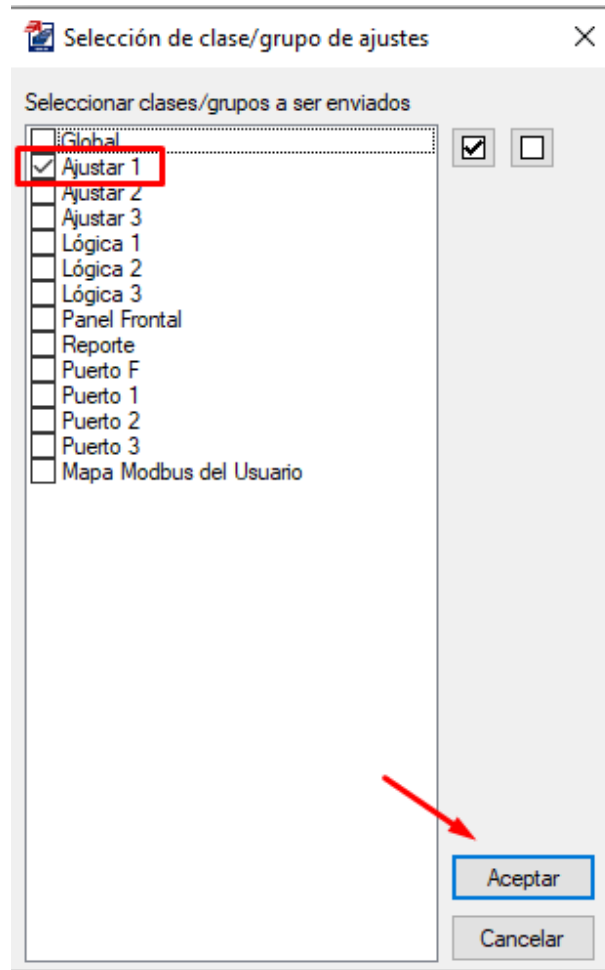 Selección de clase/grupo de ajustes
Seleccionar clases/grupos a ser enviados
Global
Ajustar 1
Ajustar 2
Ajustar 3
Lógica 1
Lógica 2
Lógica 3
Panel Frontal
Reporte
Puerto F
Puerto 1
Puerto 2
Puerto 3
Mapa Modbus del Usuario
Aceptar
Cancelar